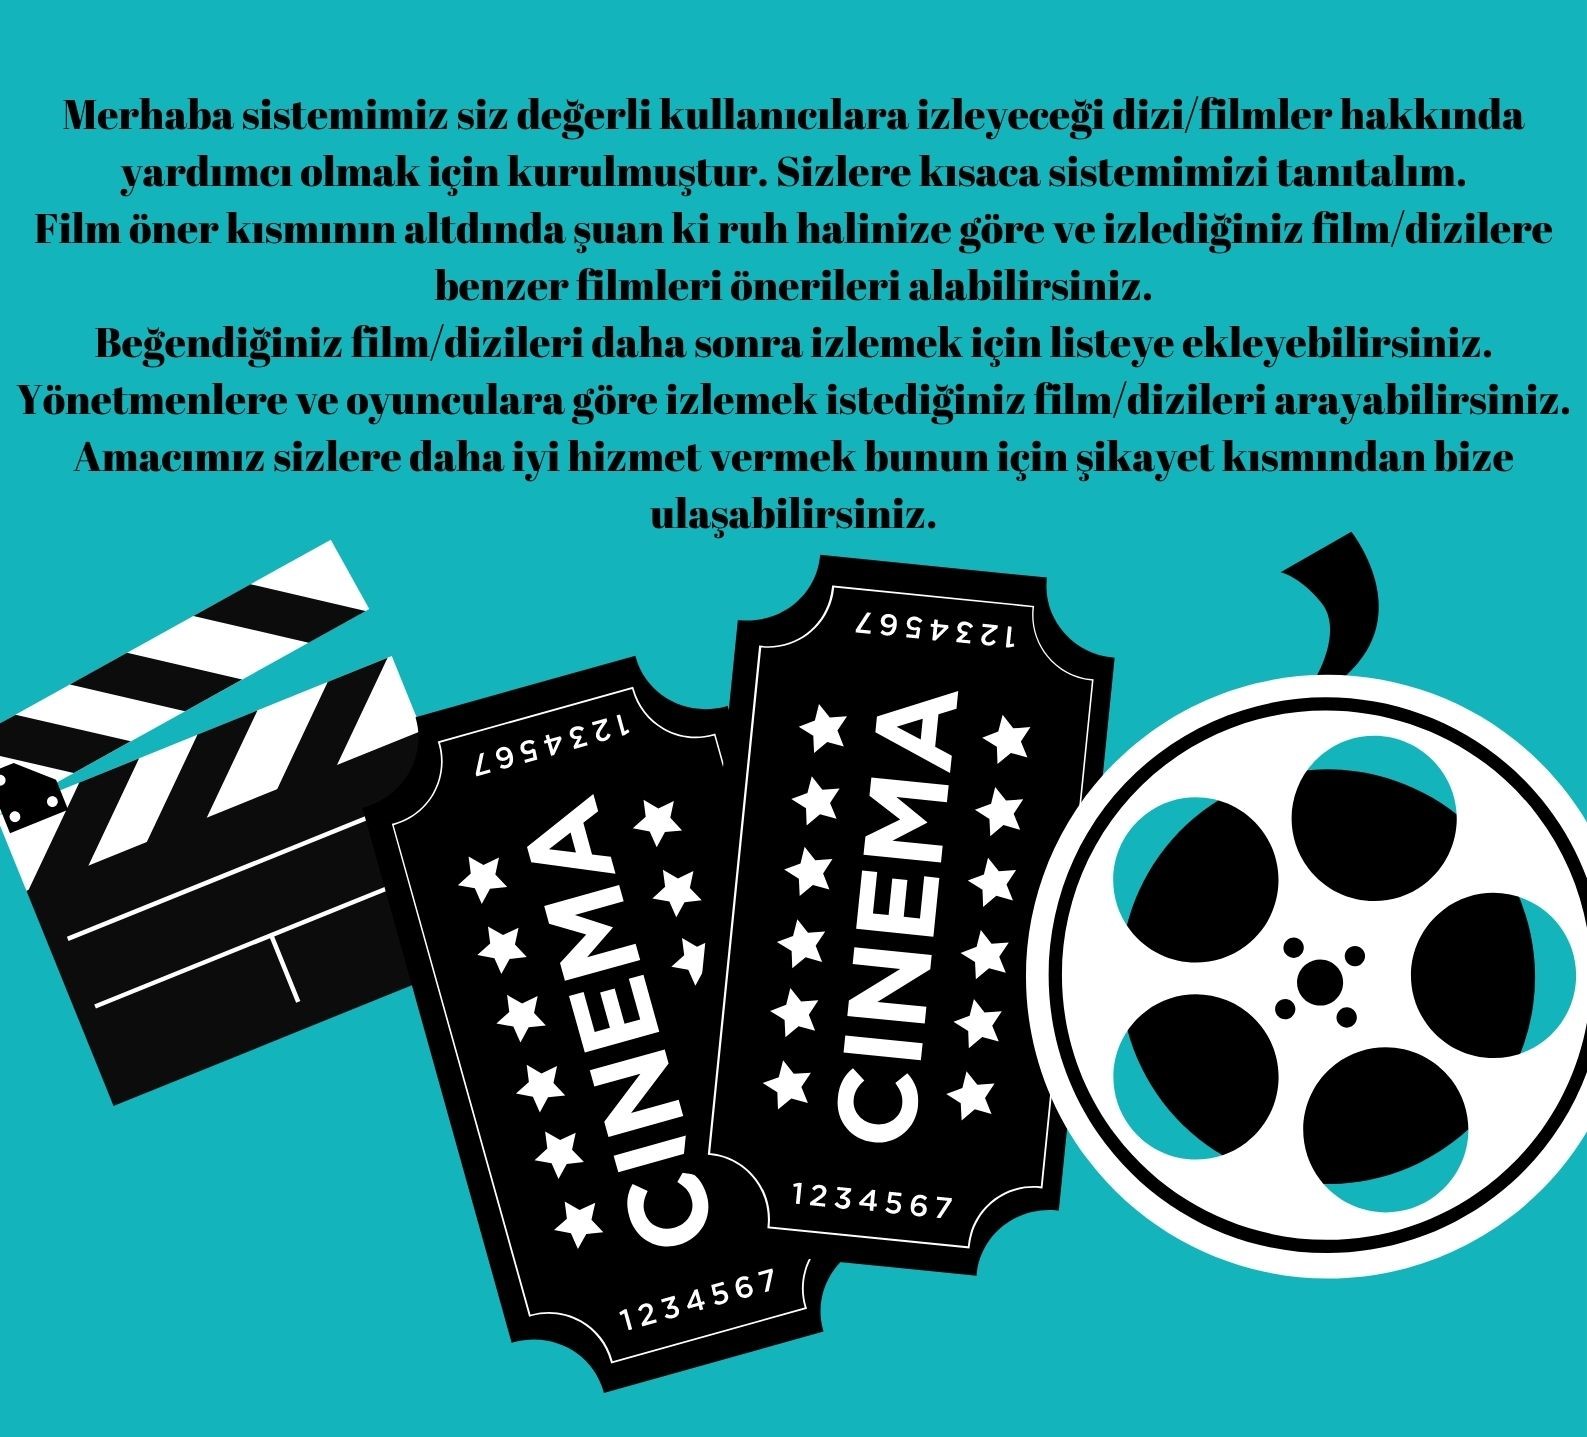 Merhaba sistemimiz siz değerli kullanıcılara izleyeceği dizi/filmler hakkında
yardımcı olmak için kurulmuştur. Sizlere kısaca sistemimizi tanıtalım.
Film öner kısmının altdında şuan ki ruh halinize göre ve izlediğiniz film/dizilere
benzer filmleri önerileri alabilirsiniz.
Beğendiğiniz film/dizileri daha sonra izlemek için listeye ekleyebilirsiniz.
Yönetmenlere ve oyunculara göre izlemek istediğiniz film/dizileri arayabilirsiniz.
Amacımız sizlere daha iyi hizmet vermek bunun için şikayet kısmından bize
ulaşabilirsiniz.
1234567
CINEMA
1234567
1234567
CINEMA
1234567